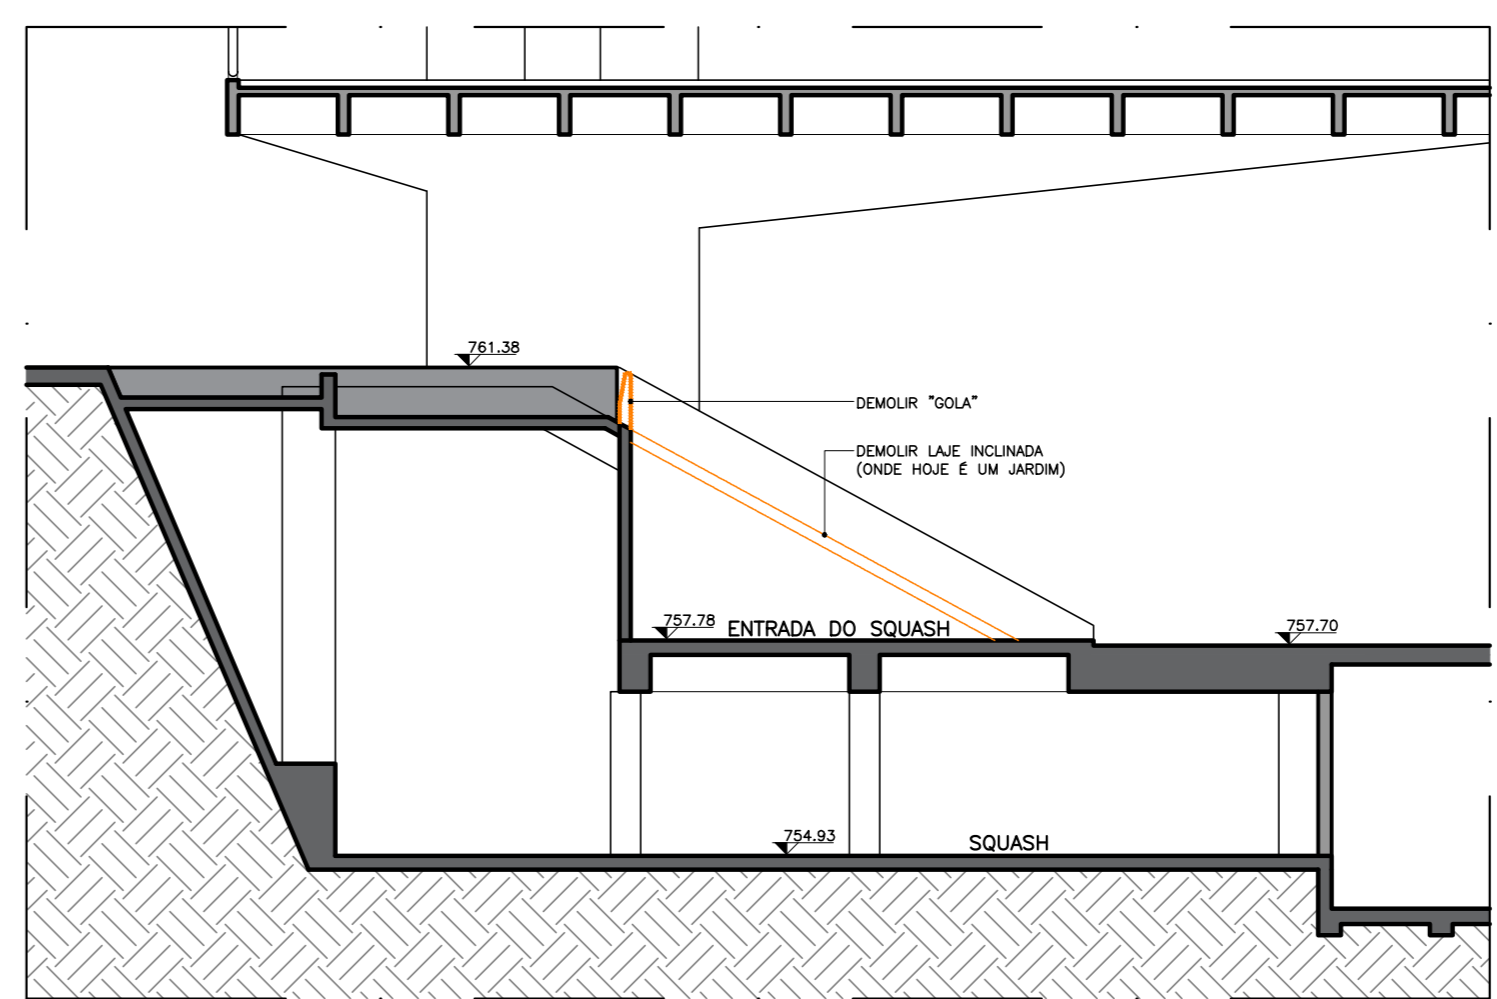 761.38
DEMOLIR "GOLA"
DEMOLIR LAJE INCLINADA
(ONDE HOJE É UM JARDIM)
757.78
ENTRADA DO SQUASH
757.70
754.93
SQUASH